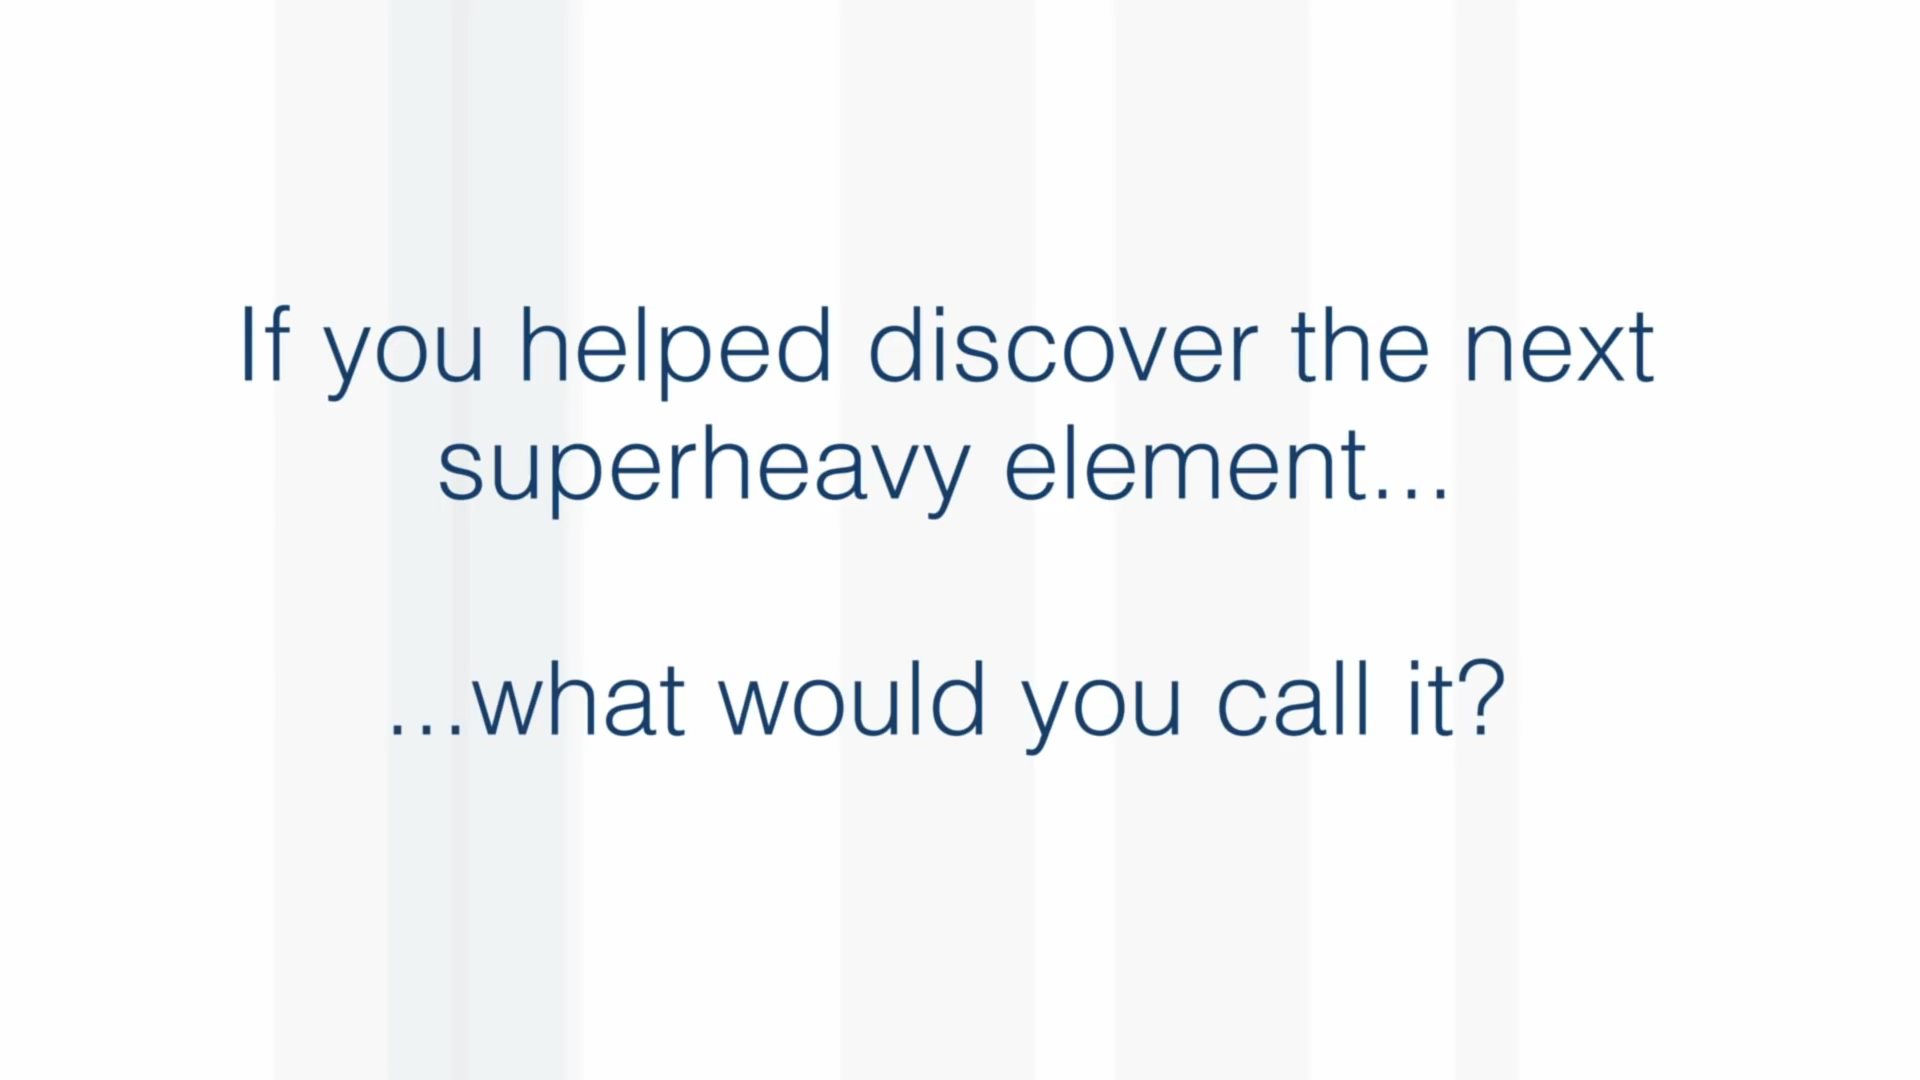 If you helped discover the next
superheavy element...
...what would you call it?